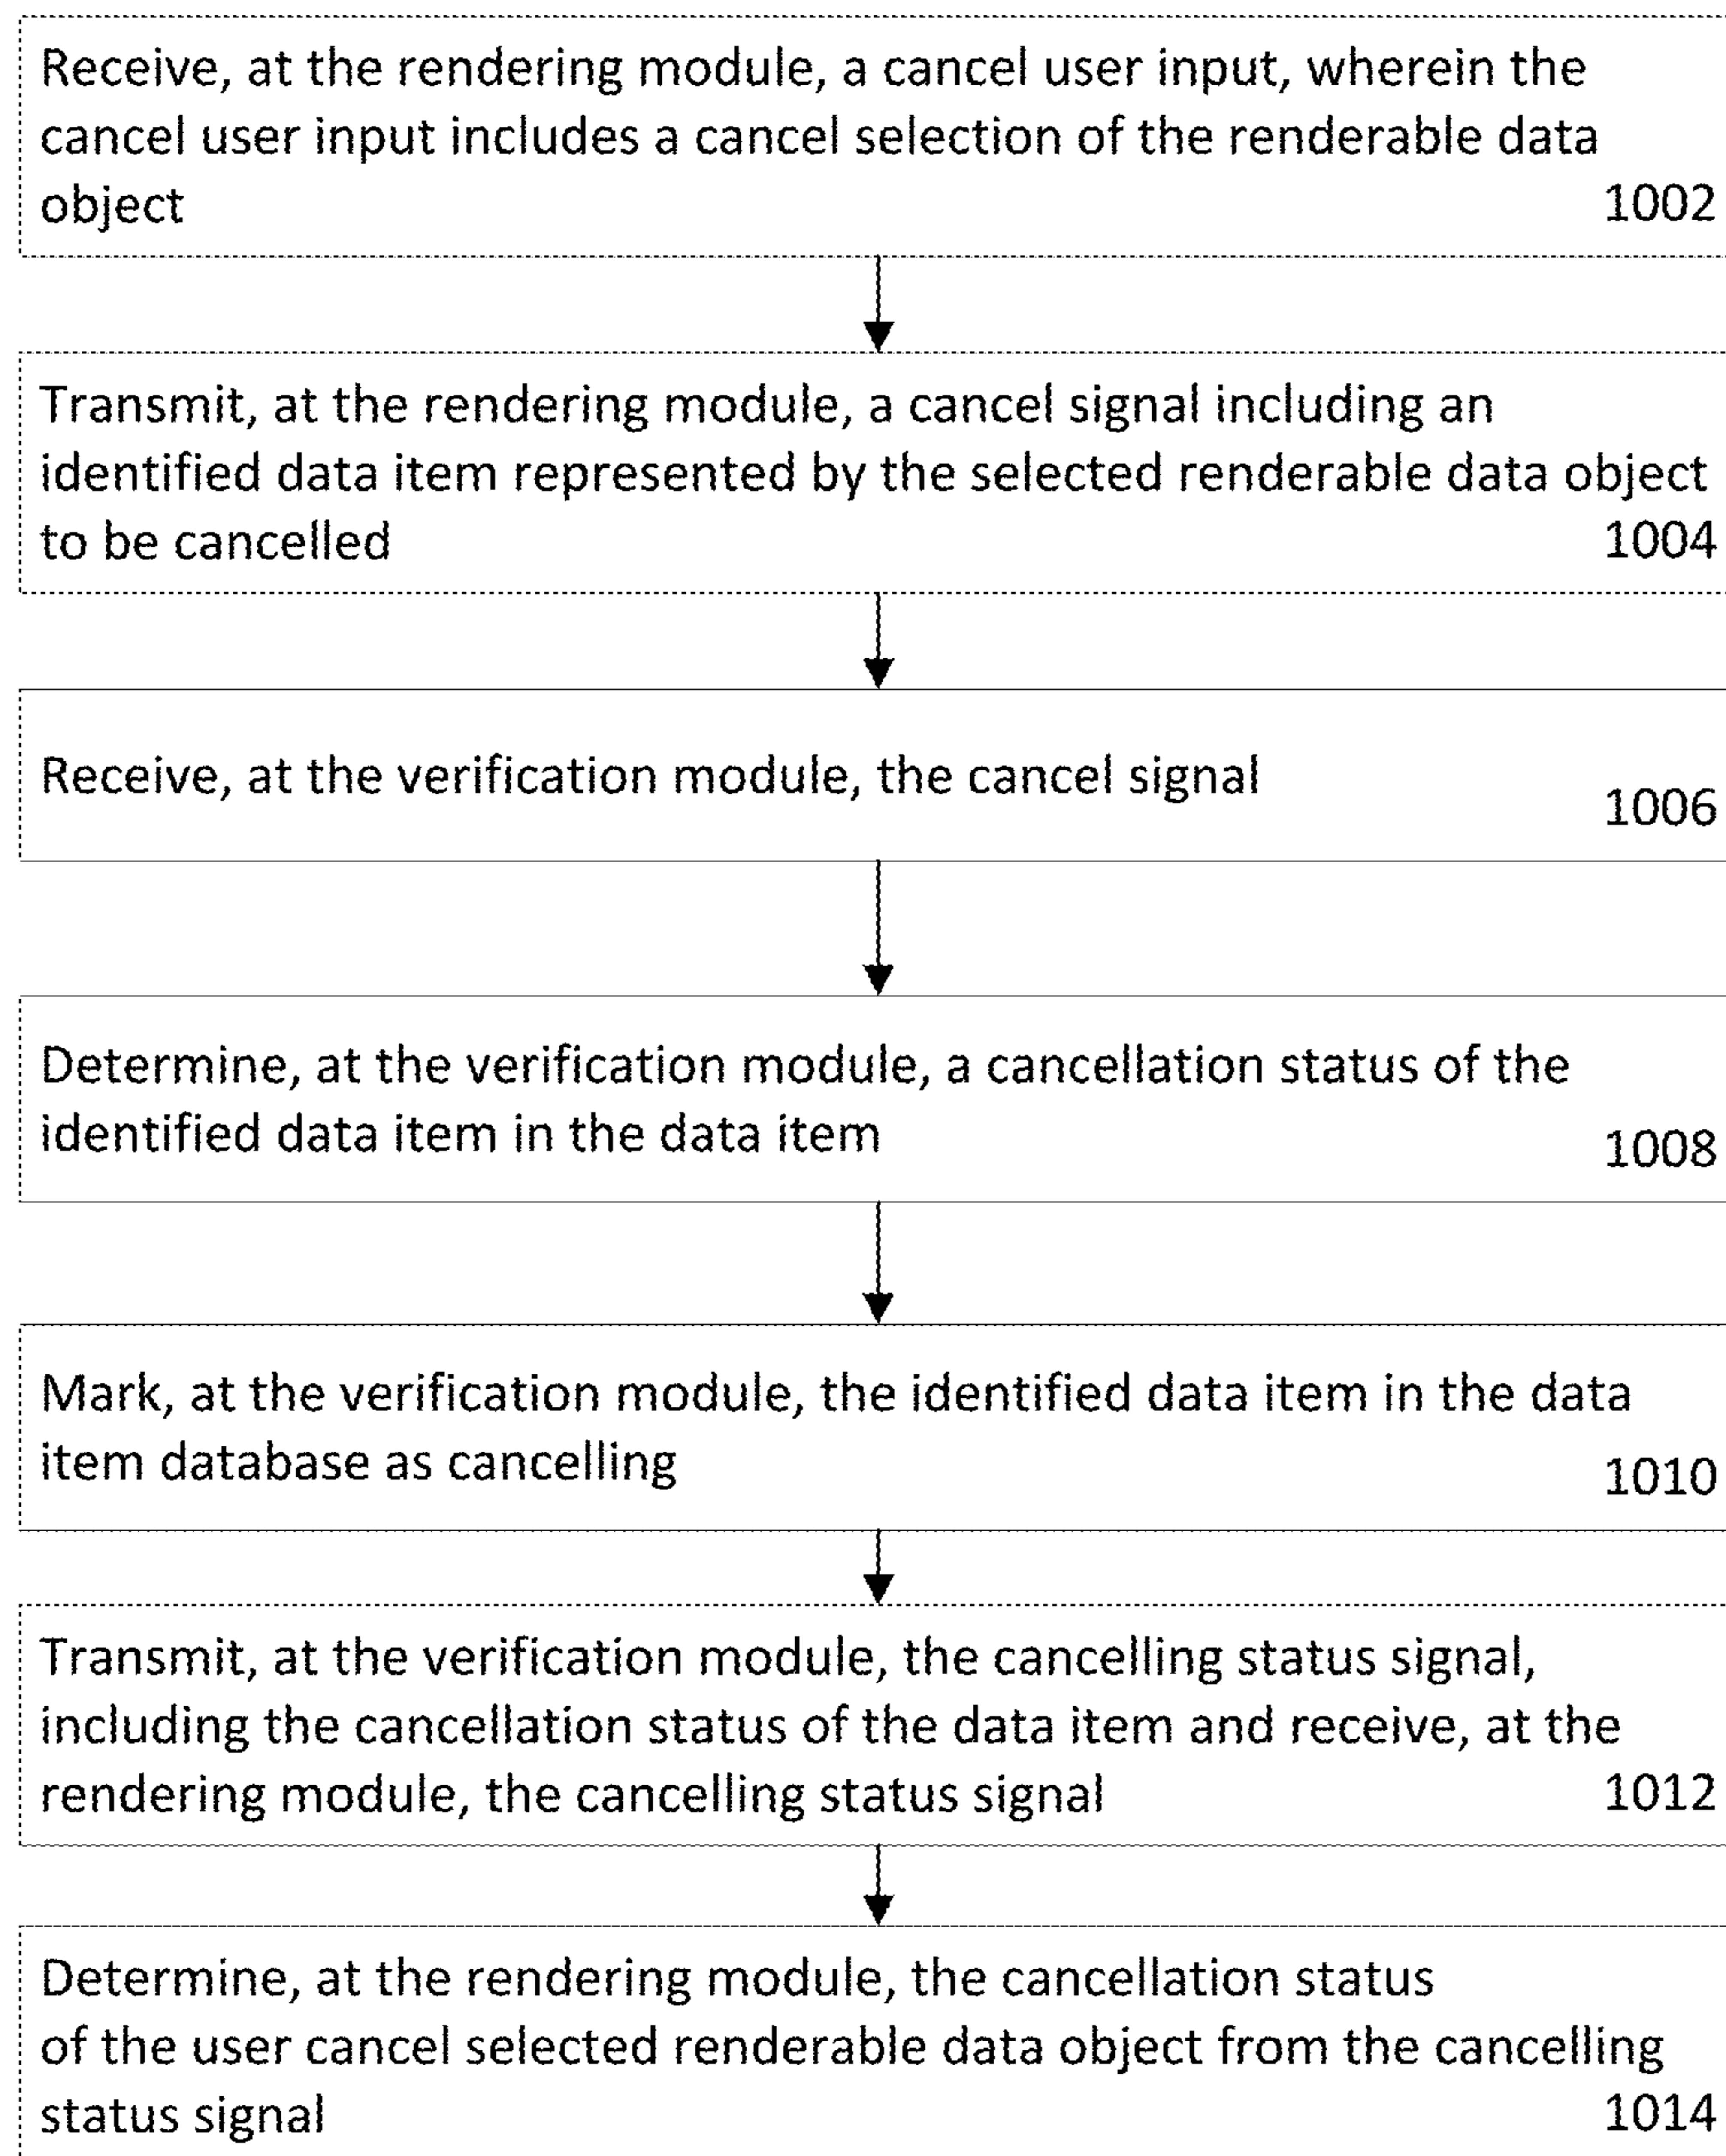 Receive, at the rendering module, a cancel user input, wherein the
cancel user input includes a cancel selection of the renderable data
object 1002
Transmit, at the rendering module, a cancel signal including an
identified data item represented by the selected renderable data object
to be cancelled 1004
Receive, at the verification module, the cancel signal
1006
Determine, at the verification module, a cancellation status of the
identified data item in the data item
1008
Mark, at the verification module, the identified data item in the data
item database as cancelling
1010
Transmit, at the verification module, the cancelling status signal,
including the cancellation status of the data item and receive, at the
rendering module, the cancelling status signal 1012
Determine, at the rendering module, the cancellation status
of the user cancel selected renderable data object from the cancelling
status signal 1014